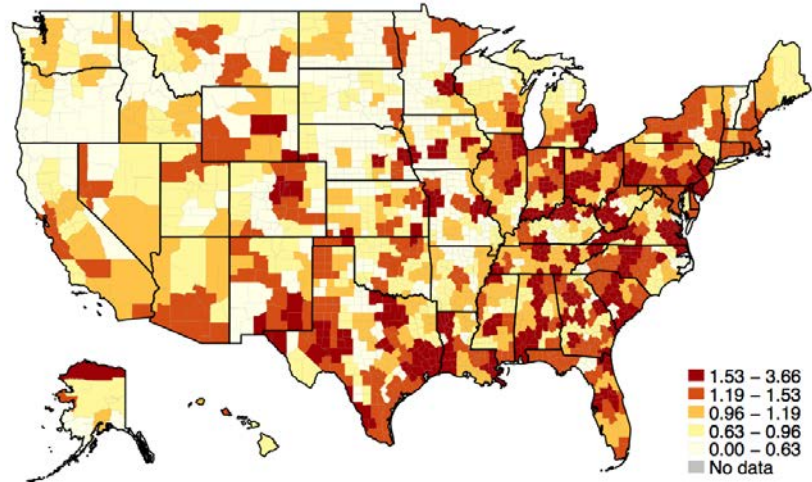 1.53 – 3.66
1.19 – 1.53
0.96 – 1.19
0.63 – 0.96
0.00 – 0.63
No data